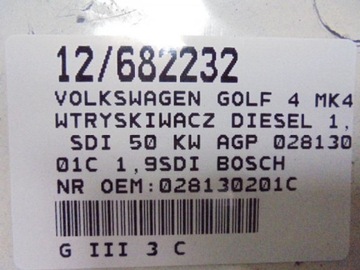 12/682232
VOLKSWAGEN GOLF 4 MK4
WTRYSKIWACZ DIESEL 1,
SDI 50 KW AGP 028130
01C 1,9SDI BOSCH
NR OEM:028130201C
G III 3 C